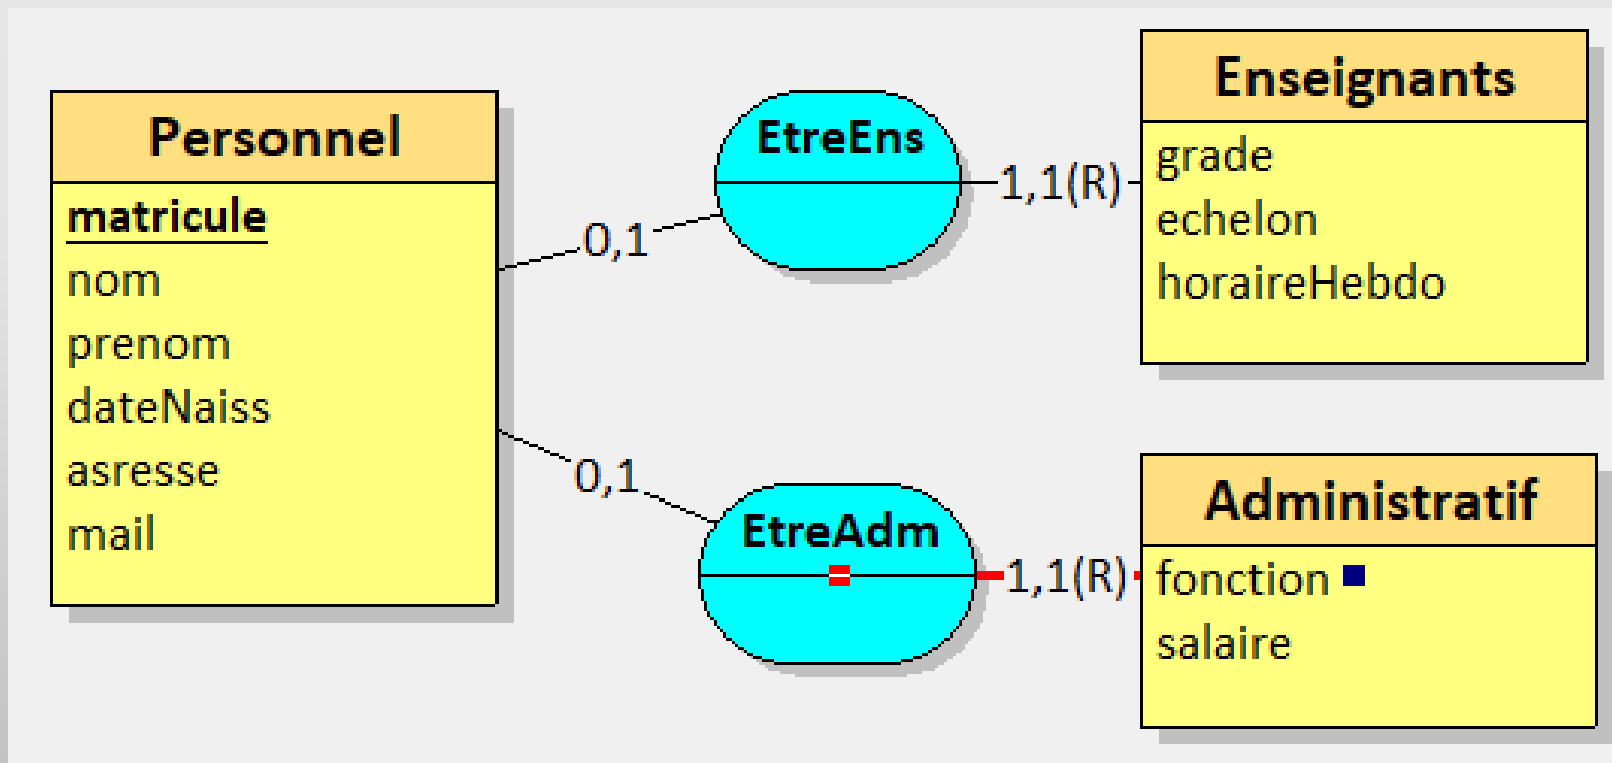 Personnel
matricule
nom
prenom
dateNaiss
asresse
mail
0,1
0,1
EtreEns
EtreAdm
1,1(R)
1,1(R)
Enseignants
grade
echelon
horaireHebdo
Administratif
fonction
salaire